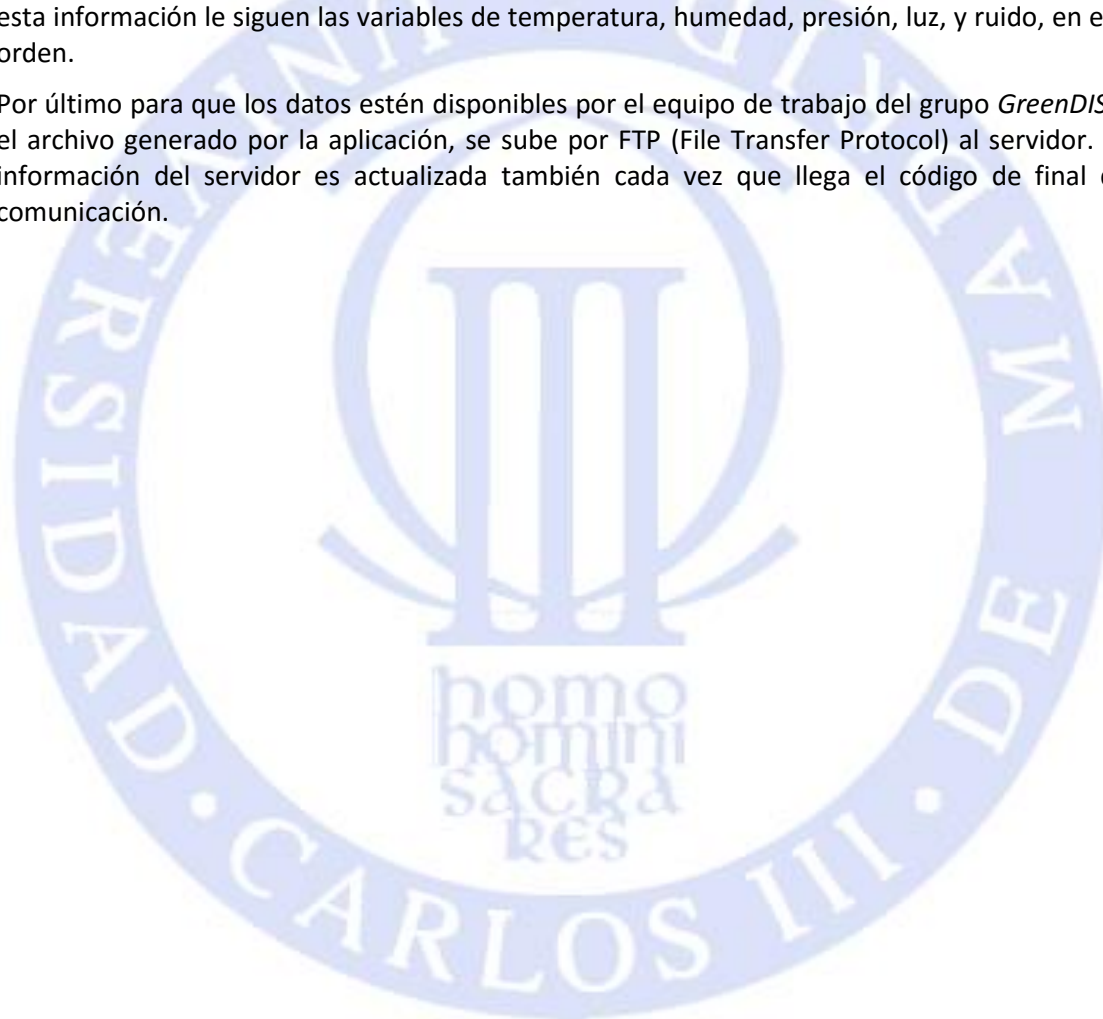 esta información le siguen las variables de temperatura, humedad, presión, luz, y ruido, en e
orden.
Por último para que los datos estén disponibles por el equipo de trabajo del grupo GreenDIS
el archivo generado por la aplicación, se sube por FTP (File Transfer Protocol) al servidor.
información del servidor es actualizada también cada vez que llega el código de final
comunicación.
VERSIDAD · CARLOS III · DE MADRID
homo
homini
SACRA
RES